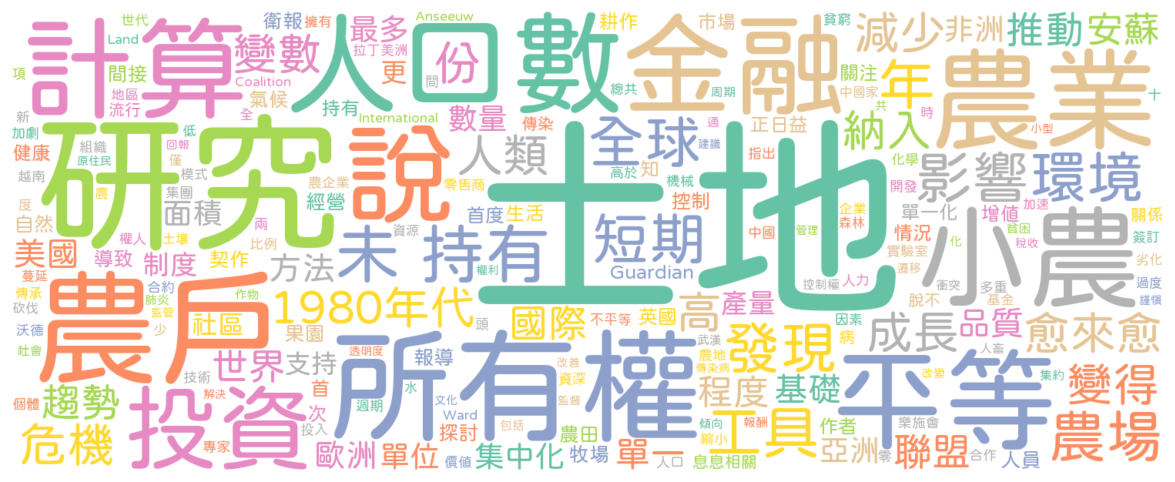 世代 擁有 衛報 最多 Anseeuw 耕作 市場 貧窮 減少 非洲 推動 安蘇
項 Land 計算 變數 拉丁美洲 人口數 份 金融 關注 年 農業
間接 Coalition 更 間 總共 周期 中國家 共 時 十
地區 流行 氣候 持有 International 數量 傳染 全球 通 建議 正日益 納入 小型
新 全 加劇 組織 低 回報 研究 說 人類 高於 知 指出 化學 影響 環境
健康 原住民 僅 農企業 零售商 機械 開發 加速
越南 農 集團 模式 經營 首度 生活 短期 控制 企業 森林 單一化 增值 關係
度 自然 面積 兩 資源 未 持有 土地 中國 管理 情況 貧困 簽訂
權人 土壤 比例 方法 權利 Guardian 實驗室 化 稅收 小農
美國 導致 制度 契作 控制權 人力 遷移 衝突 多重 劣化
蔓延 合約 作物 1980年代 高 產量 脫不 基金 過度
傳承 肺炎 監管 頭 國際 不平等 英國 因素 謹慎
砍伐 農戶 少 社區 果園 武漢 病 成長 品質 愈來愈
沃德 社會 世界 支持 透明度 報導 所有權 改善 農地 傳染病 發現 人畜
技術 首 水 資深 程度 基礎 平等 改變 集約 變得
個體 趨勢 解決 次 週期 文化 監督 傾向 報酬 作者 樂施會
危機 投資 專家 投入 探討 Ward 包括 農田 縮小 工具 農場
歐洲 單位 價值 集中化 牧場 單一 人口 息息相關 亞洲 零 聯盟 合作 人員